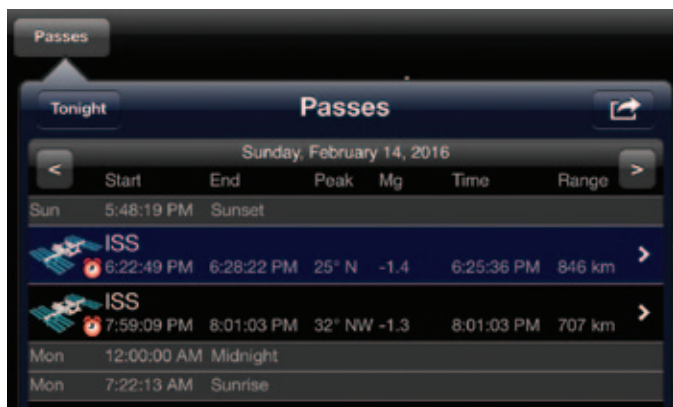 Passes
Tonight Passes
Sunday, February 14, 2016
< Start End Peak Mg Time Range >
Sun 5:48:19 PM Sunset
ISS
6:22:49 PM 6:28:22 PM 25° N -1.4 6:25:36 PM 846 km >
ISS
7:59:09 PM 8:01:03 PM 32° NW -1.3 8:01:03 PM 707 km >
Mon 12:00:00 AM Midnight
Mon 7:22:13 AM Sunrise